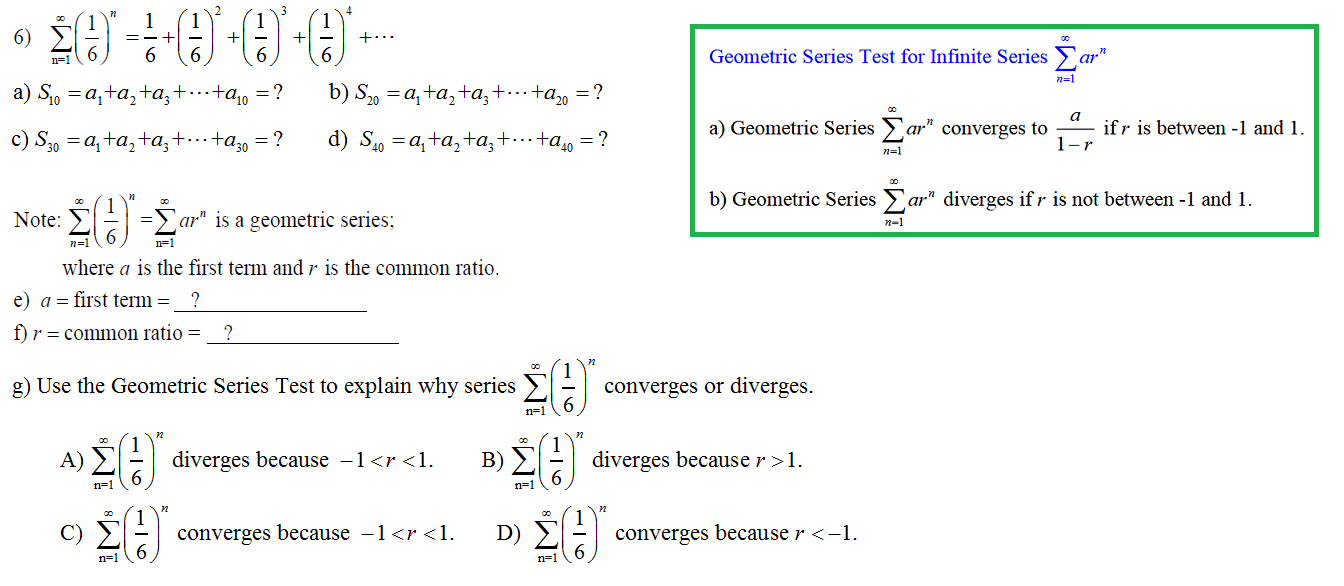 6) $\sum_{n=1}^{\infty}\left(\frac{1}{6}\right)^n = \frac{1}{6}+\left(\frac{1}{6}\right)^2+\left(\frac{1}{6}\right)^3+\left(\frac{1}{6}\right)^4+\cdots$
a) $S_{10} = a_1+a_2+a_3+\cdots+a_{10} = ?$ b) $S_{20} = a_1+a_2+a_3+\cdots+a_{20} = ?$
c) $S_{30} = a_1+a_2+a_3+\cdots+a_{30} = ?$ d) $S_{40} = a_1+a_2+a_3+\cdots+a_{40} = ?$
Note: $\sum_{n=1}^{\infty}\left(\frac{1}{6}\right)^n = \sum_{n=1}^{\infty} ar^n$ is a geometric series;
where a is the first term and r is the common ratio.
e) a = first term = ?
f) r = common ratio = ?
Geometric Series Test for Infinite Series $\sum_{n=1}^{\infty} ar^n$
a) Geometric Series $\sum_{n=1}^{\infty} ar^n$ converges to $\frac{a}{1-r}$ if r is between -1 and 1.
b) Geometric Series $\sum_{n=1}^{\infty} ar^n$ diverges if r is not between -1 and 1.
g) Use the Geometric Series Test to explain why series $\sum_{n=1}^{\infty}\left(\frac{1}{6}\right)^n$ converges or diverges.
A) $\sum_{n=1}^{\infty}\left(\frac{1}{6}\right)^n$ diverges because $-1<r<1$. B) $\sum_{n=1}^{\infty}\left(\frac{1}{6}\right)^n$ diverges because $r>1$.
C) $\sum_{n=1}^{\infty}\left(\frac{1}{6}\right)^n$ converges because $-1<r<1$. D) $\sum_{n=1}^{\infty}\left(\frac{1}{6}\right)^n$ converges because $r<-1$.